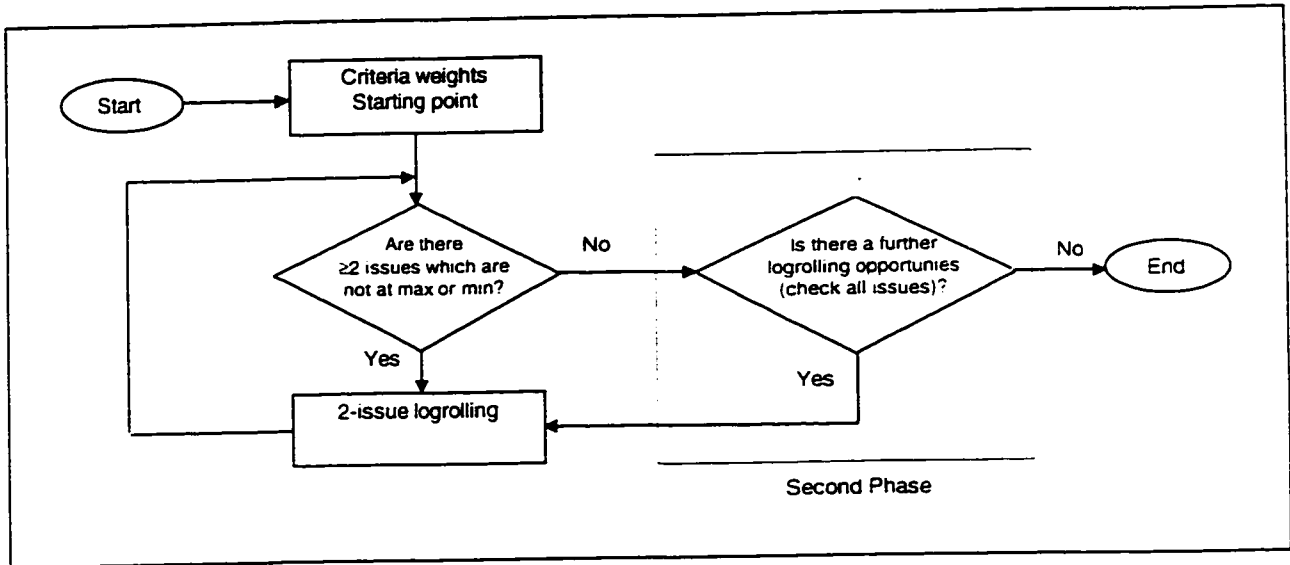 Start
Criteria weights
Starting point
Are there
≥2 issues which are
not at max or min?
No
Is there a further
logrolling opportunies
(check all issues)?
No
End
Yes
Yes
2-issue logrolling
Second Phase